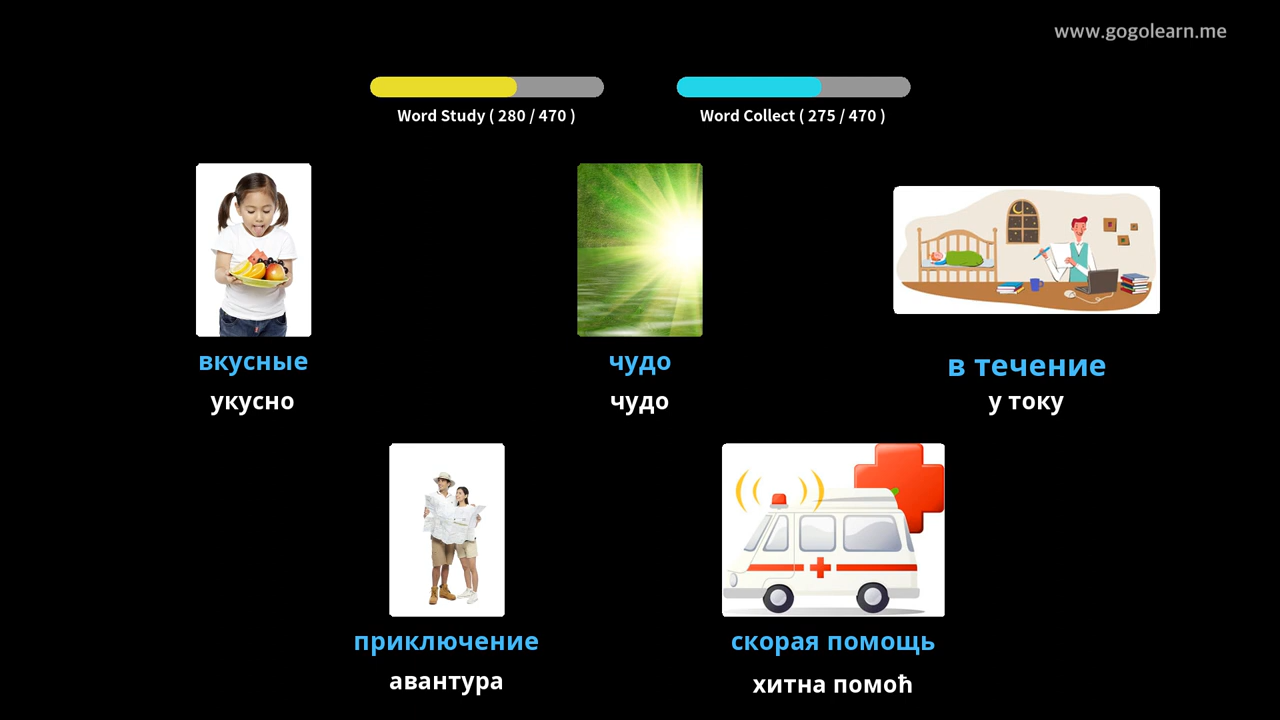 www.gogolearn.me
Word Study ( 280 / 470 )
Word Collect ( 275 / 470 )
вкусные
укусно
чудо
чудо
в течение
у току
приключение
авантура
скорая помощь
хитна помоћ